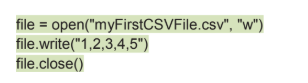 file = open("myFirstCSVFile.csv", "w")
file.write("1,2,3,4,5")
file.close()